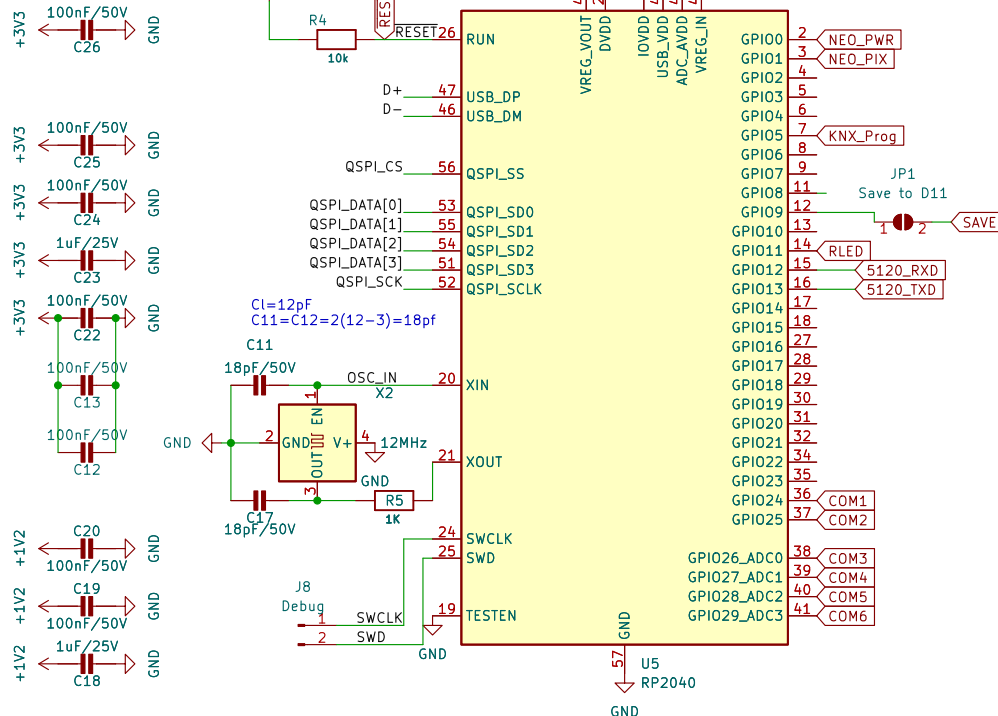 100nF/50V
+3V3
GND
C26
100nF/50V
+3V3
GND
C25
100nF/50V
+3V3
GND
C24
1uF/25V
+3V3
GND
C23
100nF/50V
+3V3
GND
C22
100nF/50V
C13
100nF/50V
C12
C20
+1V2
GND
100nF/50V
C19
+1V2
GND
100nF/50V
1uF/25V
+1V2
GND
C18
R4
10k
RES
RESET
26
RUN
D+
47
USB_DP
D-
46
USB_DM
QSPI_CS
56
QSPI_SS
QSPI_DATA[0]
53
QSPI_SD0
QSPI_DATA[1]
55
QSPI_SD1
QSPI_DATA[2]
54
QSPI_SD2
QSPI_DATA[3]
51
QSPI_SD3
QSPI_SCK
52
QSPI_SCLK
Cl=12pF
C11=C12=2(12-3)=18pf
C11
18pF/50V
OSC_IN
X2
20
XIN
1
EN
GND
2
GND
V+
4
12MHz
GND
OUT
3
C17
18pF/50V
R5
1K
21
XOUT
24
SWCLK
25
SWD
J8
Debug
1
SWCLK
2
SWD
19
TESTEN
GND
VREG_VOUT
DVDD
IOVDD
USB_VDD
ADC_AVDD
VREG_IN
GPIO0
2
NEO_PWR
GPIO1
3
NEO_PIX
GPIO2
4
GPIO3
5
GPIO4
6
GPIO5
7
KNX_Prog
GPIO6
8
GPIO7
9
GPIO8
11
GPIO9
12
JP1
Save to D11
1
2
SAVE
GPIO10
13
GPIO11
14
RLED
GPIO12
15
5120_RXD
GPIO13
16
5120_TXD
GPIO14
17
GPIO15
18
GPIO16
27
GPIO17
28
GPIO18
29
GPIO19
30
GPIO20
31
GPIO21
32
GPIO22
34
GPIO23
35
GPIO24
36
COM1
GPIO25
37
COM2
GPIO26_ADC0
38
COM3
GPIO27_ADC1
39
COM4
GPIO28_ADC2
40
COM5
GPIO29_ADC3
41
COM6
GND
57
U5
RP2040
GND